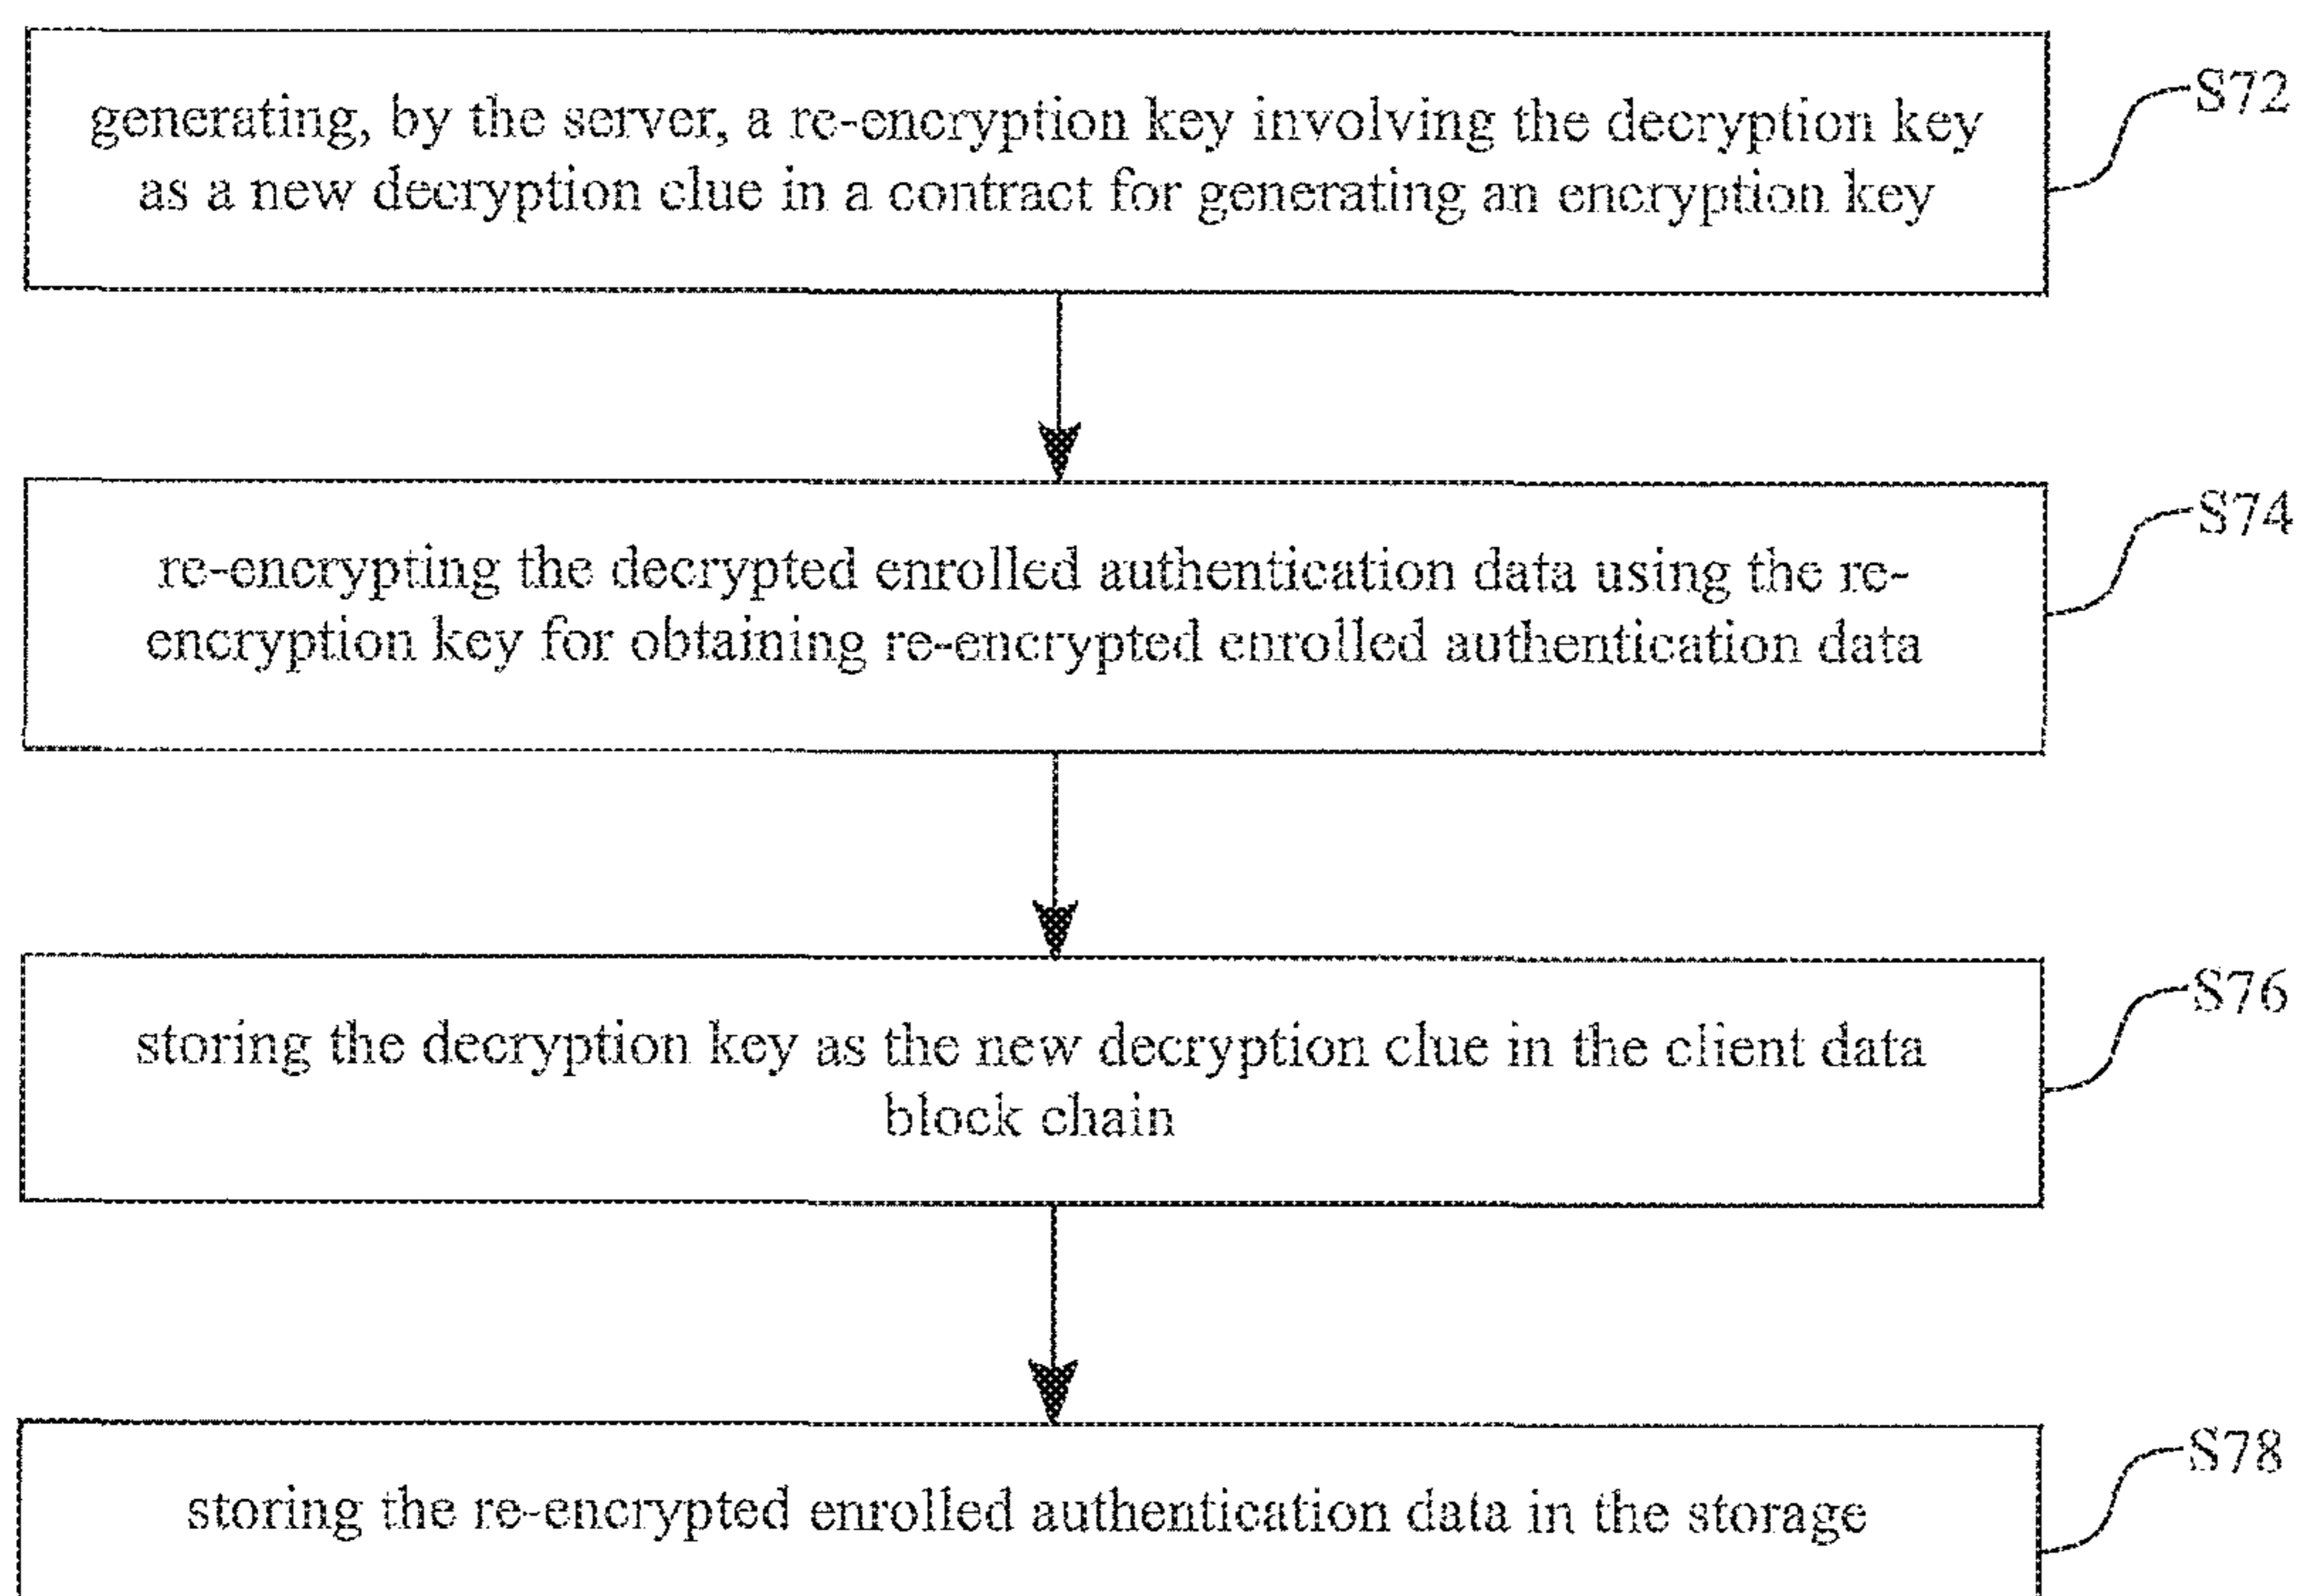 generating, by the server, a re-encryption key involving the decryption key
as a new decryption clue in a contract for generating an encryption key
S72
re-encrypting the decrypted enrolled authentication data using the re-
encryption key for obtaining re-encrypted enrolled authentication data
S74
storing the decryption key as the new decryption clue in the client data
block chain
S76
storing the re-encrypted enrolled authentication data in the storage
S78